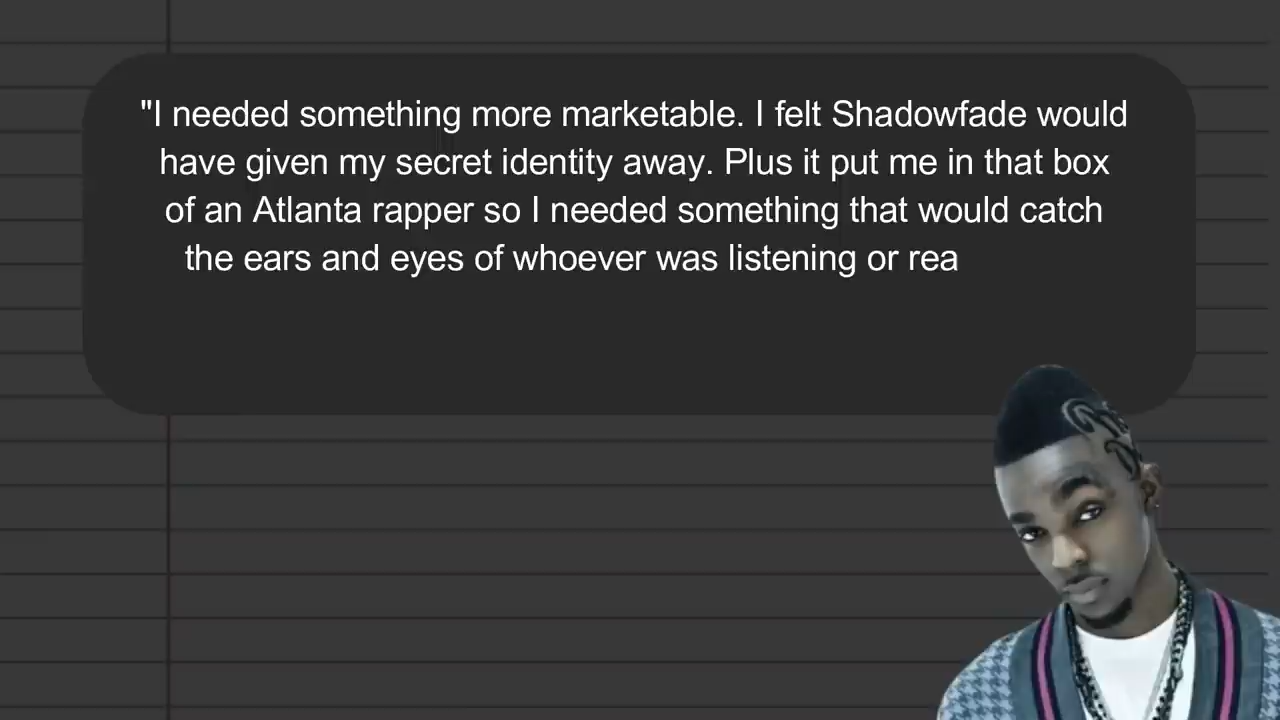 "I needed something more marketable. I felt Shadowfade would
have given my secret identity away. Plus it put me in that box
of an Atlanta rapper so I needed something that would catch
the ears and eyes of whoever was listening or rea